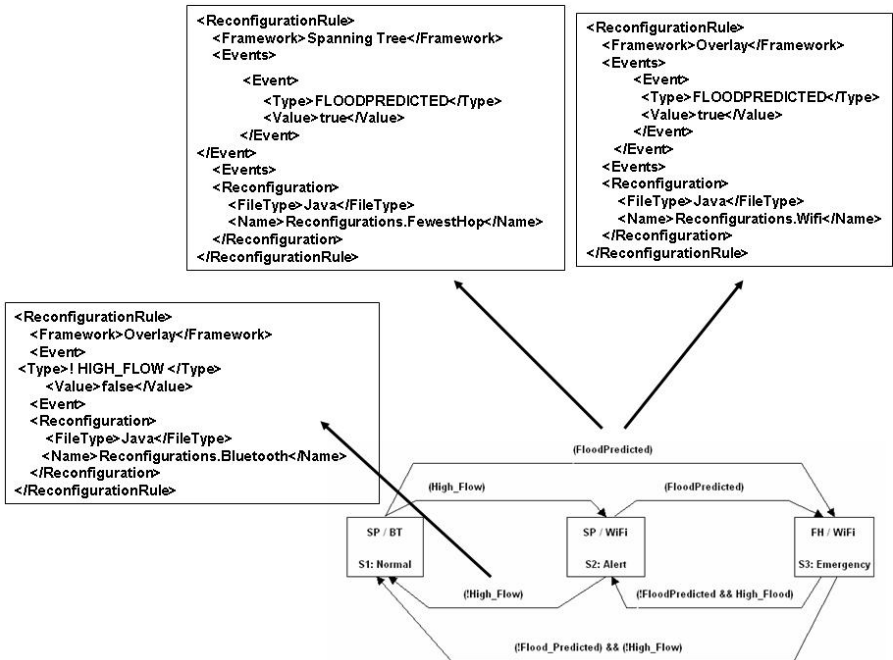 <ReconfigurationRule>
<Framework>Spanning Tree</Framework>
<Events>
<Event>
<Type>FLOODPREDICTED</Type>
<Value>true</Value>
</Event>
</Event>
<Events>
<Reconfiguration>
<FileType>Java</FileType>
<Name>Reconfigurations.FewestHop</Name>
</Reconfiguration>
</ReconfigurationRule>
<ReconfigurationRule>
<Framework>Overlay</Framework>
<Events>
<Event>
<Type>FLOODPREDICTED</Type>
<Value>true</Value>
</Event>
</Event>
<Events>
<Reconfiguration>
<FileType>Java</FileType>
<Name>Reconfigurations.Wifi</Name>
</Reconfiguration>
</ReconfigurationRule>
<ReconfigurationRule>
<Framework>Overlay</Framework>
<Event>
<Type>! HIGH_FLOW </Type>
<Value>false</Value>
<Event>
<Reconfiguration>
<FileType>Java</FileType>
<Name>Reconfigurations.Bluetooth</Name>
</Reconfiguration>
</ReconfigurationRule>
(FloodPredicted)
(High_Flow)
(FloodPredicted)
SP / BT
S1: Normal
SP / WiFi
S2: Alert
FH / WiFi
S3: Emergency
(!High_Flow)
(!FloodPredicted && High_Flood)
(!Flood_Predicted) && (!High_Flow)